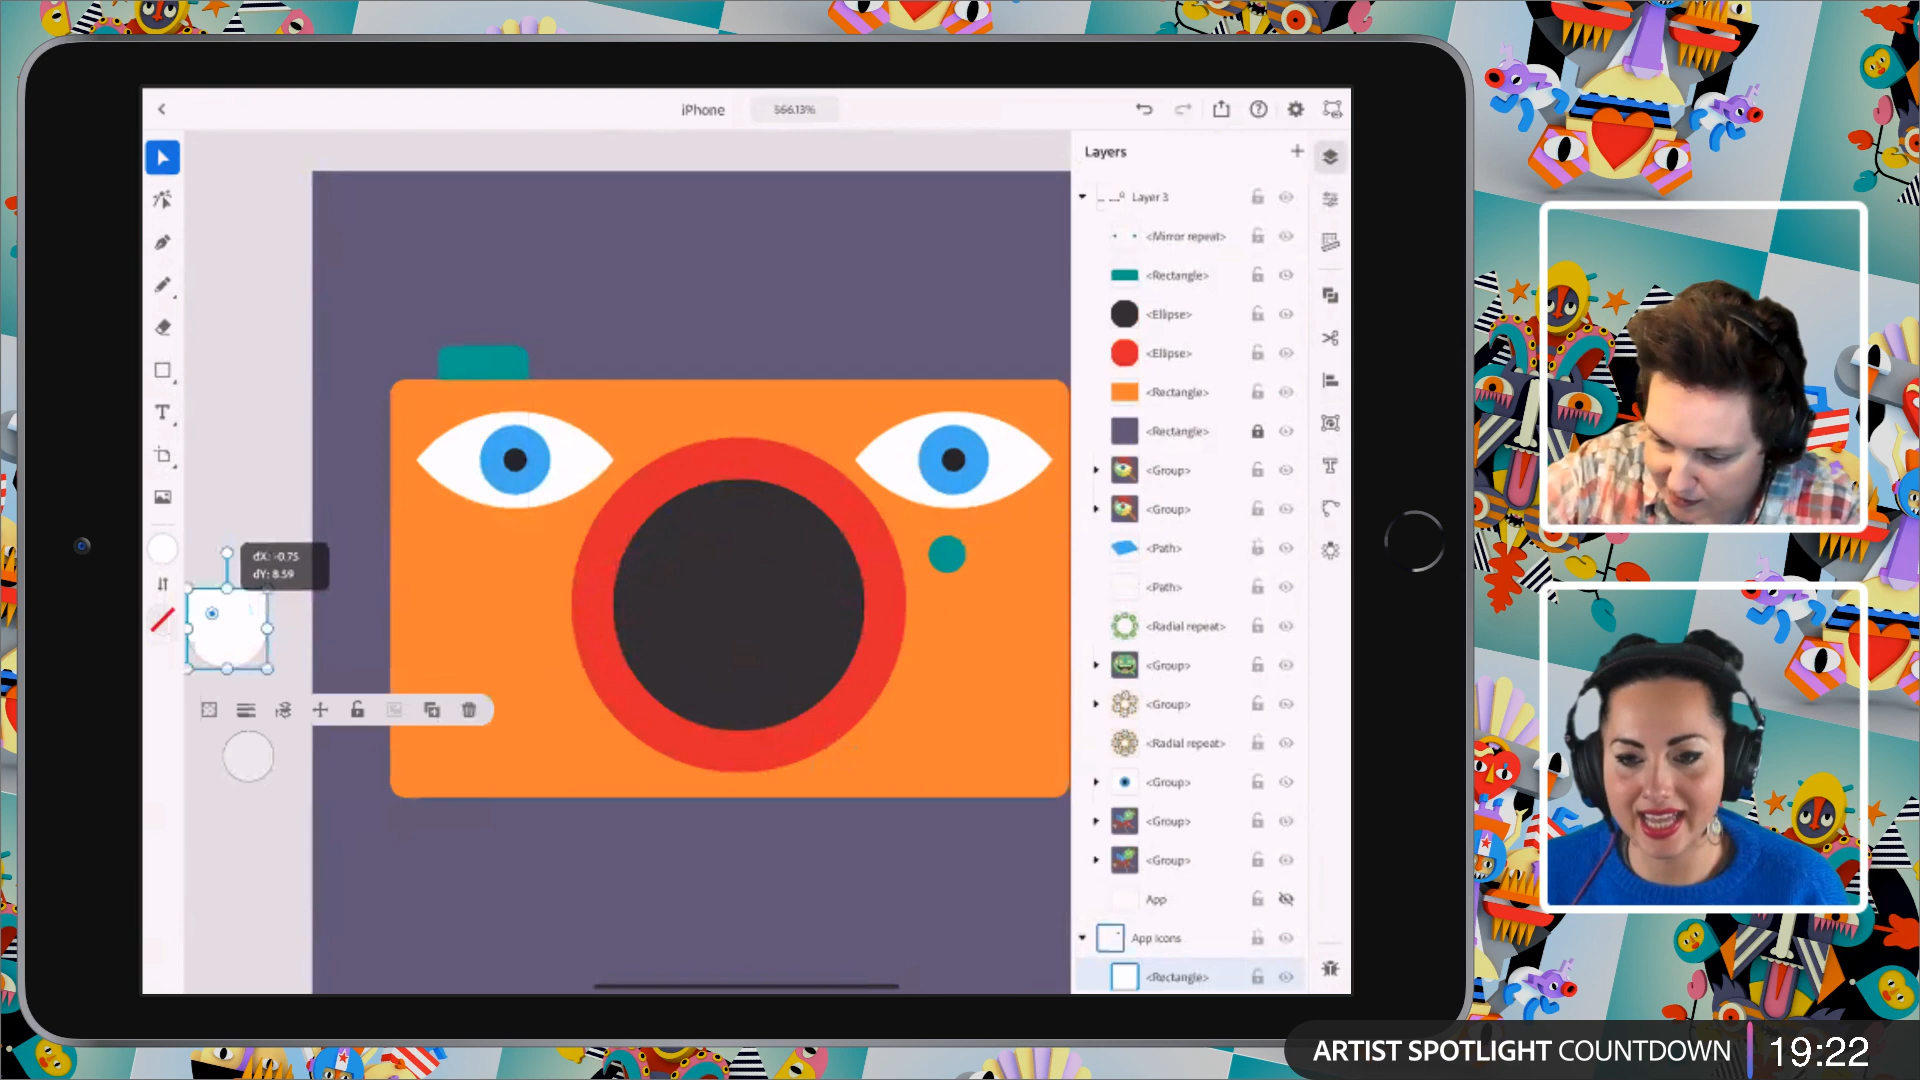 iPhone
566.13%
Layers
Layer 3
<Mirror repeat>
<Rectangle>
<Ellipse>
<Ellipse>
<Rectangle>
<Rectangle>
<Group>
<Group>
<Path>
<Path>
<Radial repeat>
<Group>
<Group>
<Radial repeat>
<Group>
<Group>
<Group>
App
App Icons
<Rectangle>
dX: -0.75
dY: 8.59
ARTIST SPOTLIGHT COUNTDOWN
19:22